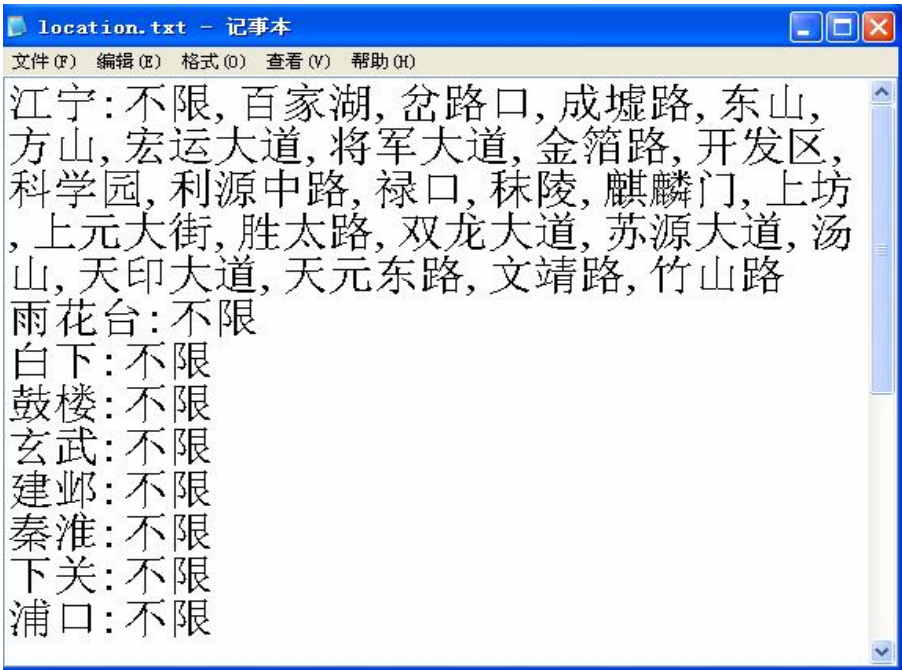 location.txt - 记事本
文件(F) 编辑(E) 格式(O) 查看(V) 帮助(H)
江宁:不限,百家湖,岔路口,成墟路,东山,
方山,宏运大道,将军大道,金箔路,开发区,
科学园,利源中路,禄口,秣陵,麒麟门,上坊
,上元大街,胜太路,双龙大道,苏源大道,汤
山,天印大道,天元东路,文靖路,竹山路
雨花台:不限
白下:不限
鼓楼:不限
玄武:不限
建邺:不限
秦淮:不限
下关:不限
浦口:不限